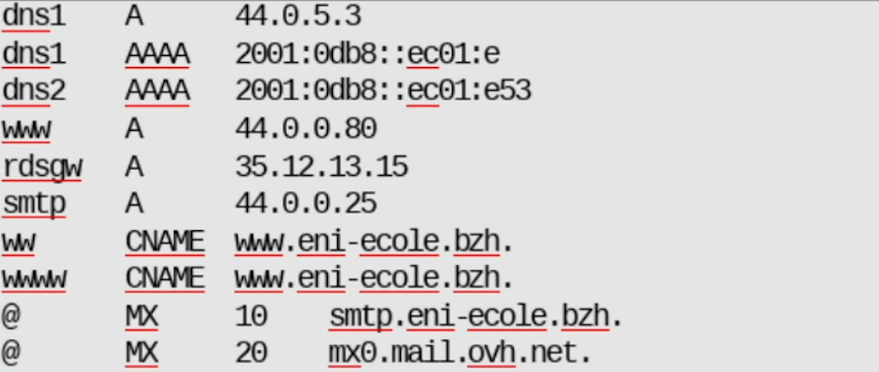 dns1 A 44.0.5.3
dns1 AAAA 2001:0db8::ec01:e
dns2 AAAA 2001:0db8::ec01:e53
www A 44.0.0.80
rdsgw A 35.12.13.15
smtp A 44.0.0.25
ww CNAME www.eni-ecole.bzh.
wwww CNAME www.eni-ecole.bzh.
@ MX 10 smtp.eni-ecole.bzh.
@ MX 20 mx0.mail.ovh.net.